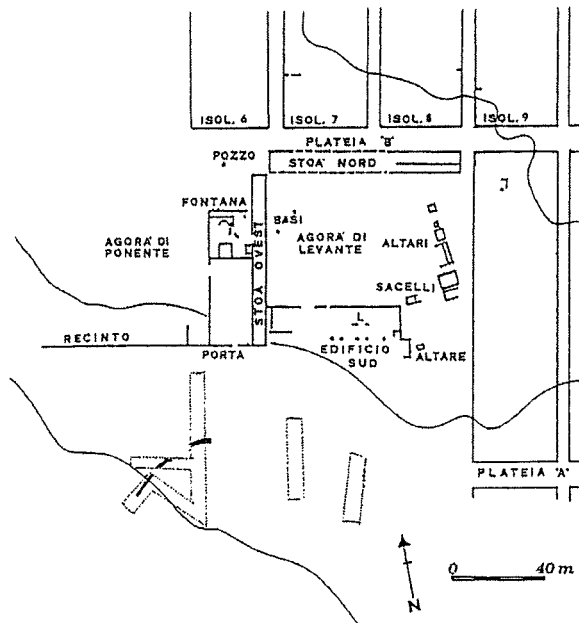 ISOL. 6
ISOL. 7
ISOL. 8
ISOL. 9
PLATEIA "B"
POZZO
STOA' NORD
FONTANA
BASI
AGORA' DI
PONENTE
STOA OVEST
AGORA' DI
LEVANTE
ALTARI
SACELLI
RECINTO
PORTA
EDIFICIO
SUD
ALTARE
PLATEIA "A"
N
0 40 m